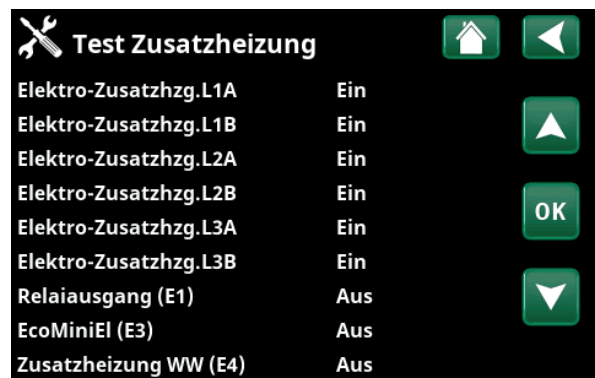 Test Zusatzheizung
Elektro-Zusatzhzg.L1A Ein
Elektro-Zusatzhzg.L1B Ein
Elektro-Zusatzhzg.L2A Ein
Elektro-Zusatzhzg.L2B Ein
Elektro-Zusatzhzg.L3A Ein
Elektro-Zusatzhzg.L3B Ein
Relaiausgang (E1) Aus
EcoMiniEl (E3) Aus
Zusatzheizung WW (E4) Aus
OK